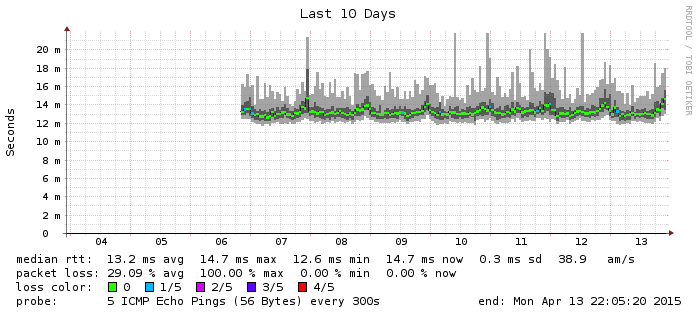 Last 10 Days
RRDTOOL / TOBI OETIKER
Seconds
20 m
18 m
16 m
14 m
12 m
10 m
8 m
6 m
4 m
2 m
0
04 05 06 07 08 09 10 11 12 13
median rtt: 13.2 ms avg 14.7 ms max 12.6 ms min 14.7 ms now 0.3 ms sd 38.9 am/s
packet loss: 29.09 % avg 100.00 % max 0.00 % min 0.00 % now
loss color: 0 1/5 2/5 3/5 4/5
probe: 5 ICMP Echo Pings (56 Bytes) every 300s end: Mon Apr 13 22:05:20 2015